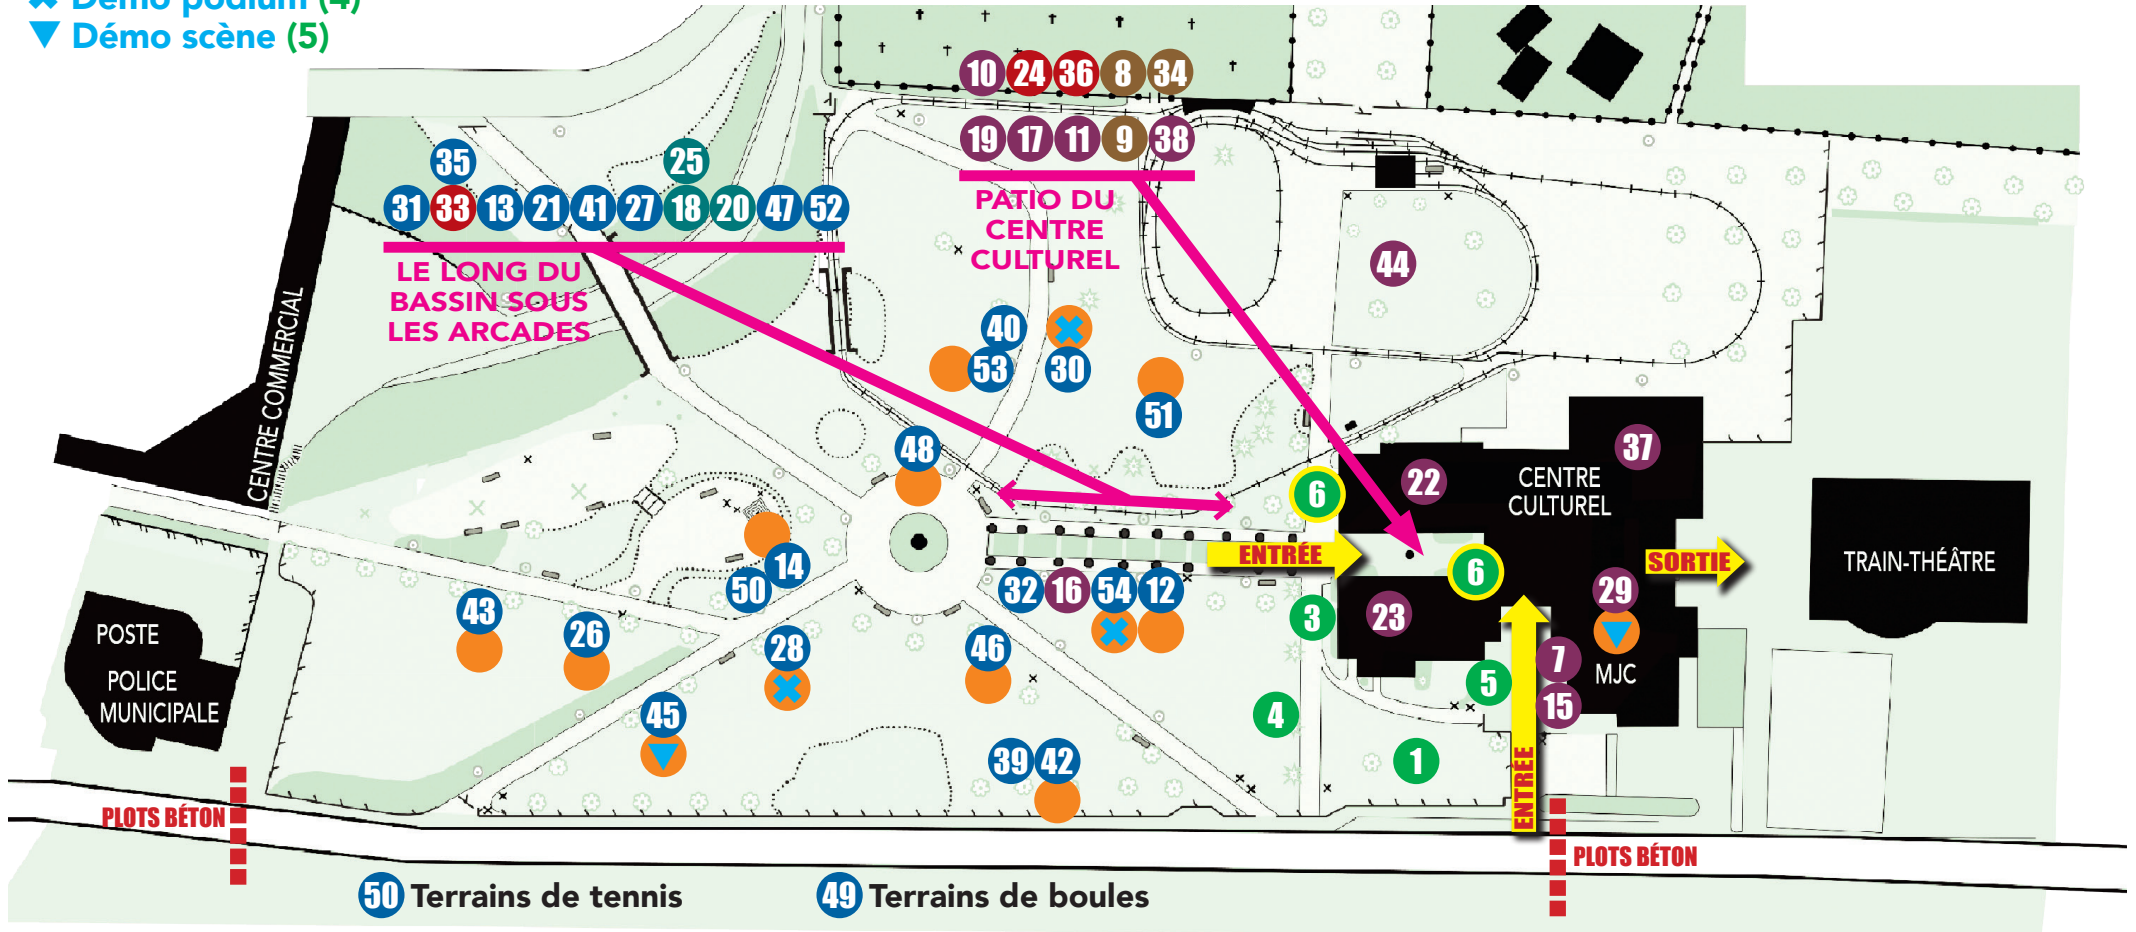 ✖ Démo podium (4)
▼ Démo scène (5)
10 24 36 8 34
19 17 11 9 38
PATIO DU
CENTRE
CULTUREL
35 25
31 33 13 21 41 27 18 20 47 52
LE LONG DU
BASSIN SOUS
LES ARCADES
CENTRE COMMERCIAL
44
40
53 30
51
48
37
22
CENTRE
CULTUREL
6
ENTRÉE
SORTIE
TRAIN-THÉÂTRE
14
50
6
32 16 54 12
29
43
26
3
23
POSTE
28
46
7
5
MJC
POLICE
MUNICIPALE
45
4
15
39 42
1
ENTRÉE
PLOTS BÉTON
PLOTS BÉTON
50 Terrains de tennis
49 Terrains de boules